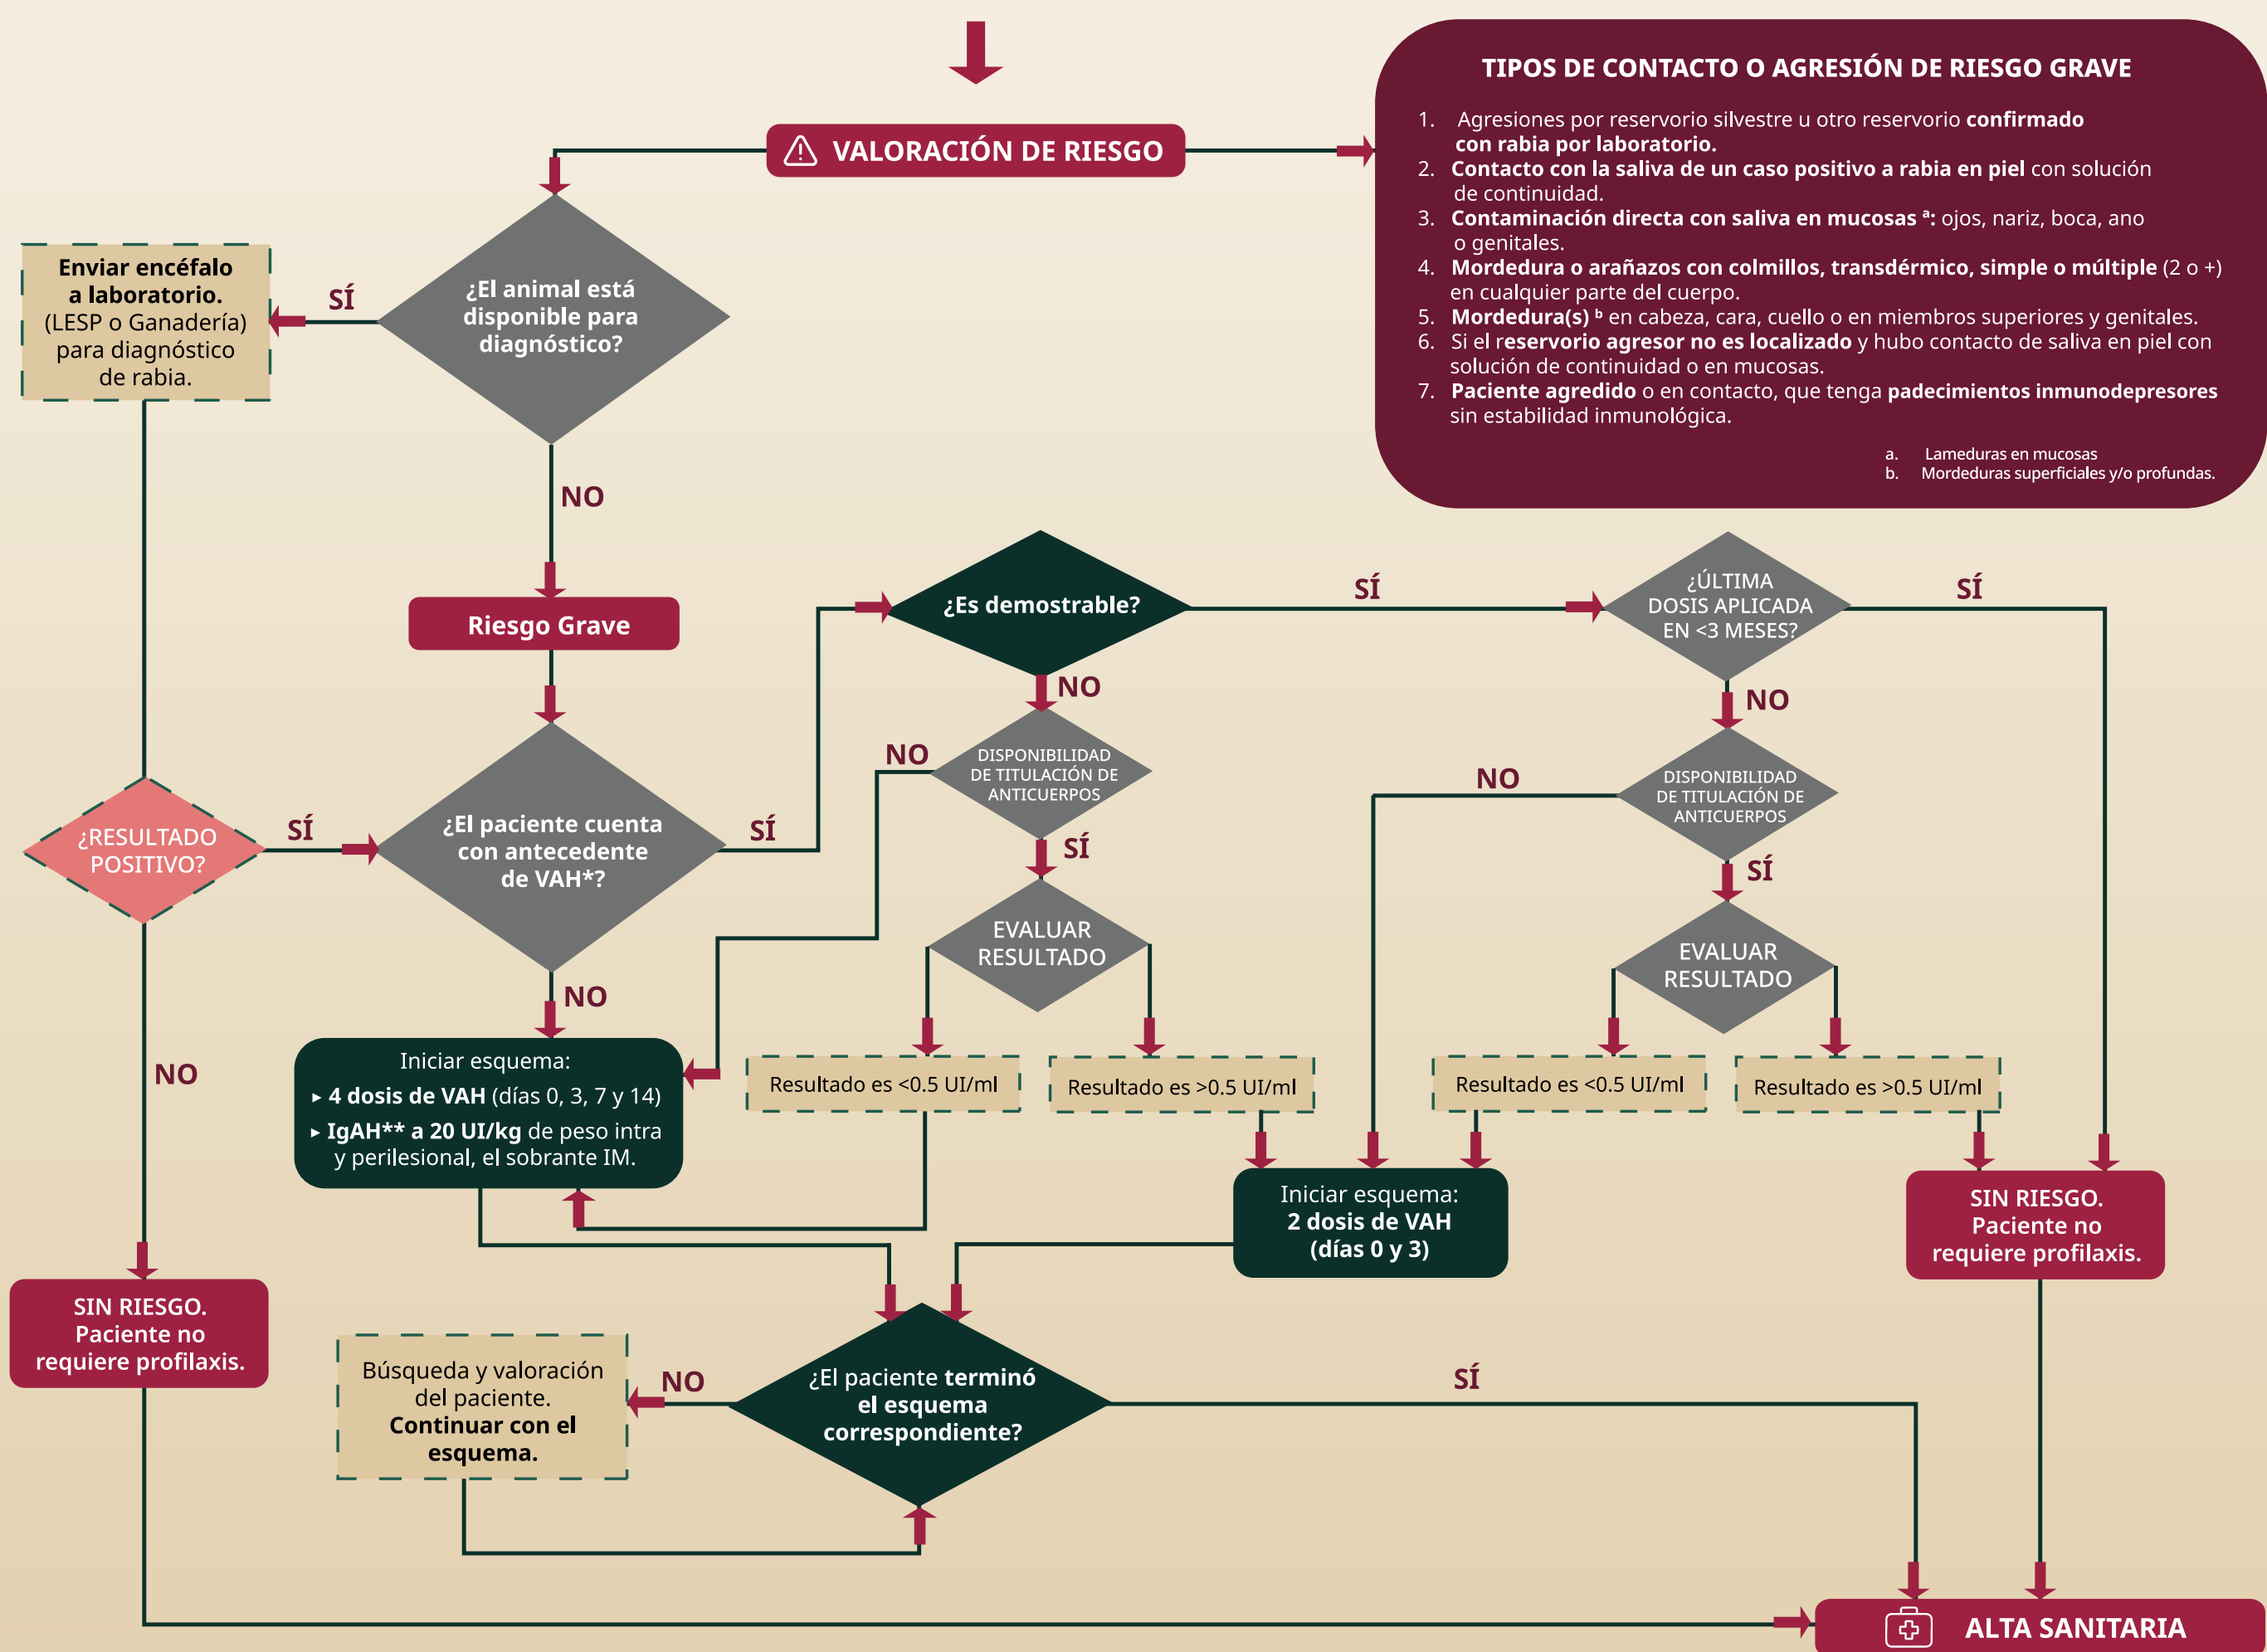 VALORACIÓN DE RIESGO
TIPOS DE CONTACTO O AGRESIÓN DE RIESGO GRAVE
1. Agresiones por reservorio silvestre u otro reservorio confirmado
con rabia por laboratorio.
2. Contacto con la saliva de un caso positivo a rabia en piel con solución
de continuidad.
3. Contaminación directa con saliva en mucosas ª: ojos, nariz, boca, ano
o genitales.
4. Mordedura o arañazos con colmillos, transdérmico, simple o múltiple (2 o +)
en cualquier parte del cuerpo.
5. Mordedura(s) ᵇ en cabeza, cara, cuello o en miembros superiores y genitales.
6. Si el reservorio agresor no es localizado y hubo contacto de saliva en piel con
solución de continuidad o en mucosas.
7. Paciente agredido o en contacto, que tenga padecimientos inmunodepresores
sin estabilidad inmunológica.
a. Lameduras en mucosas
b. Mordeduras superficiales y/o profundas.
¿El animal está
disponible para
diagnóstico?
SÍ
Enviar encéfalo
a laboratorio.
(LESP o Ganadería)
para diagnóstico
de rabia.
NO
Riesgo Grave
¿RESULTADO
POSITIVO?
SÍ
¿El paciente cuenta
con antecedente
de VAH*?
SÍ
¿Es demostrable?
SÍ
¿ÚLTIMA
DOSIS APLICADA
EN <3 MESES?
SÍ
NO
DISPONIBILIDAD
DE TITULACIÓN DE
ANTICUERPOS
NO
SÍ
EVALUAR
RESULTADO
NO
DISPONIBILIDAD
DE TITULACIÓN DE
ANTICUERPOS
NO
SÍ
EVALUAR
RESULTADO
NO
NO
Iniciar esquema:
▸ 4 dosis de VAH (días 0, 3, 7 y 14)
▸ IgAH** a 20 UI/kg de peso intra
y perilesional, el sobrante IM.
Resultado es <0.5 UI/ml
Resultado es >0.5 UI/ml
Resultado es <0.5 UI/ml
Resultado es >0.5 UI/ml
Iniciar esquema:
2 dosis de VAH
(días 0 y 3)
SIN RIESGO.
Paciente no
requiere profilaxis.
SIN RIESGO.
Paciente no
requiere profilaxis.
Búsqueda y valoración
del paciente.
Continuar con el
esquema.
NO
¿El paciente terminó
el esquema
correspondiente?
SÍ
ALTA SANITARIA